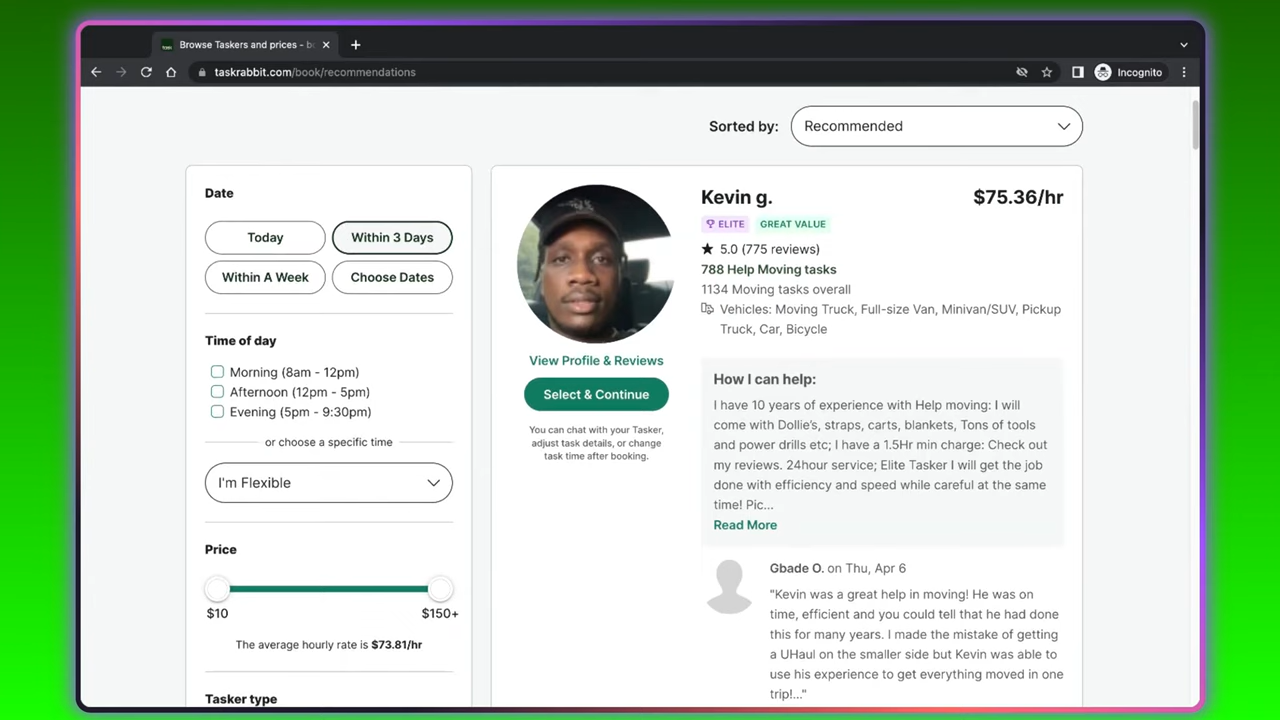 Browse Taskers and prices - bo
taskrabbit.com/book/recommendations
Incognito
Sorted by:
Recommended
Date
Today
Within 3 Days
Within A Week
Choose Dates
Time of day
Morning (8am - 12pm)
Afternoon (12pm - 5pm)
Evening (5pm - 9:30pm)
or choose a specific time
I'm Flexible
Price
$10
$150+
The average hourly rate is $73.81/hr
Tasker type
Kevin g.
$75.36/hr
ELITE
GREAT VALUE
5.0 (775 reviews)
788 Help Moving tasks
1134 Moving tasks overall
Vehicles: Moving Truck, Full-size Van, Minivan/SUV, Pickup
Truck, Car, Bicycle
View Profile & Reviews
Select & Continue
You can chat with your Tasker,
adjust task details, or change
task time after booking.
How I can help:
I have 10 years of experience with Help moving: I will
come with Dollie's, straps, carts, blankets, Tons of tools
and power drills etc; I have a 1.5Hr min charge: Check out
my reviews. 24hour service; Elite Tasker I will get the job
done with efficiency and speed while careful at the same
time! Pic...
Read More
Gbade O. on Thu, Apr 6
"Kevin was a great help in moving! He was on
time, efficient and you could tell that he had done
this for many years. I made the mistake of getting
a UHaul on the smaller side but Kevin was able to
use his experience to get everything moved in one
trip!..."